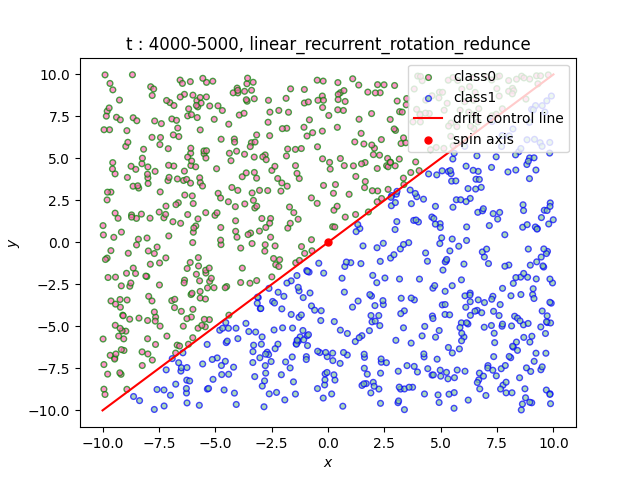 t : 4000-5000, linear_recurrent_rotation_redunce
class0
class1
drift control line
spin axis
10.0
7.5
5.0
2.5
0.0
−2.5
−5.0
−7.5
−10.0
y
−10.0 −7.5 −5.0 −2.5 0.0 2.5 5.0 7.5 10.0
x